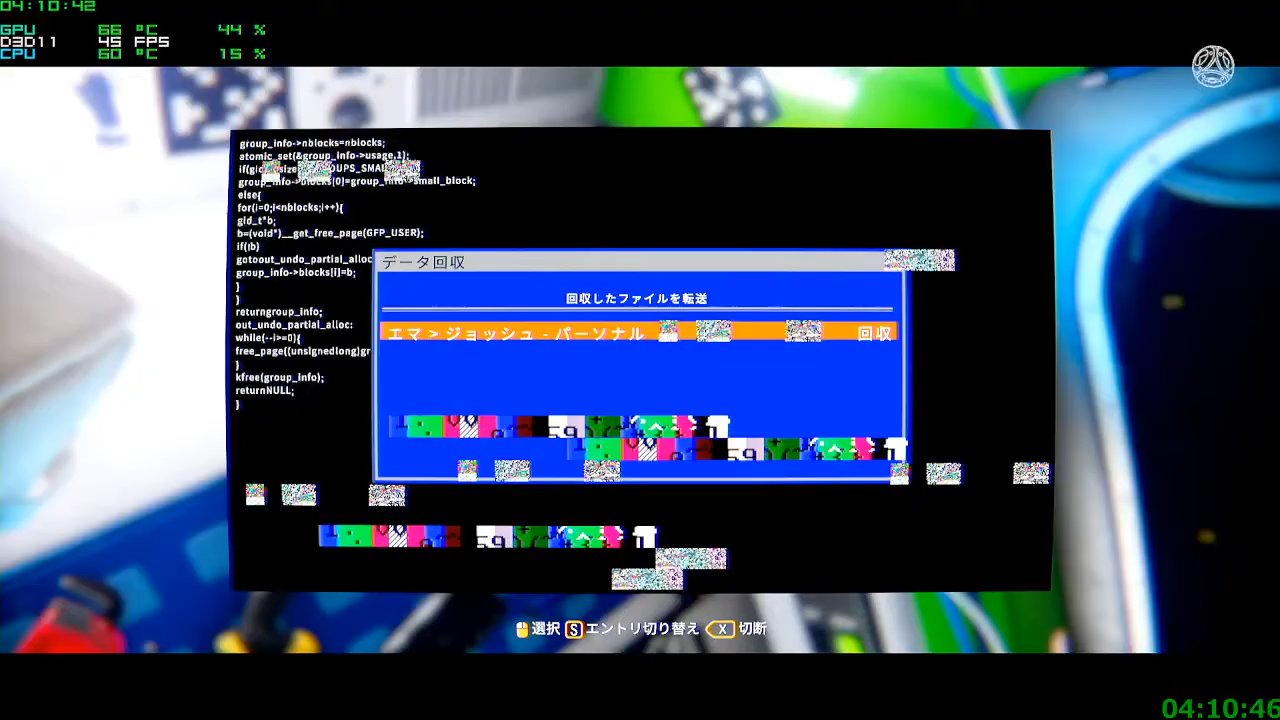 04:10:42
GPU 66 °C 44 %
D3D11 45 FPS
CPU 60 °C 15 %
group_info->nblocks=nblocks;
atomic_set(&group_info->usage,1);
group_info->blocks[0]=group_info->small_block;
else{
for(i=0;i<nblocks;i++){
gid_t*b;
b=(void*)__get_free_page(GFP_USER);
if(!b)
gotoout_undo_partial_alloc
group_info->blocks[i]=b;
}
}
returngroup_info;
out_undo_partial_alloc:
while(--i>=0){
free_page((unsignedlong)gr
}
kfree(group_info);
returnNULL;
}
データ回収
回収したファイルを転送
エマ > ジョッシュ - パーソナル 回収
選択 S エントリ切り替え X 切断
04:10:46